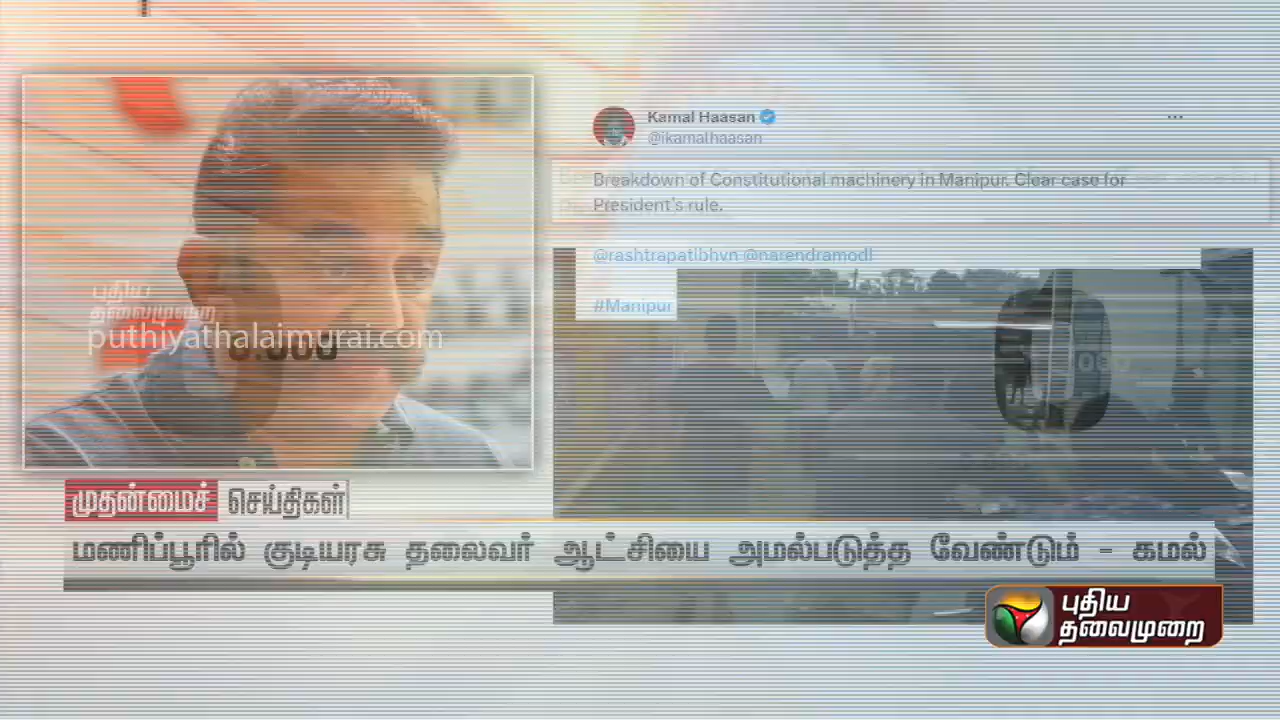 Kamal Haasan
@ikamalhaasan
Breakdown of Constitutional machinery in Manipur. Clear case for
President's rule.
@rashtrapatibhvn @narendramodi
#Manipur
புதிய
தலைமுறை
puthiyathalaimurai.com
முதன்மைச் செய்திகள்
மணிப்பூரில் குடியரசு தலைவர் ஆட்சியை அமல்படுத்த வேண்டும் - கமல்
புதிய
தலைமுறை